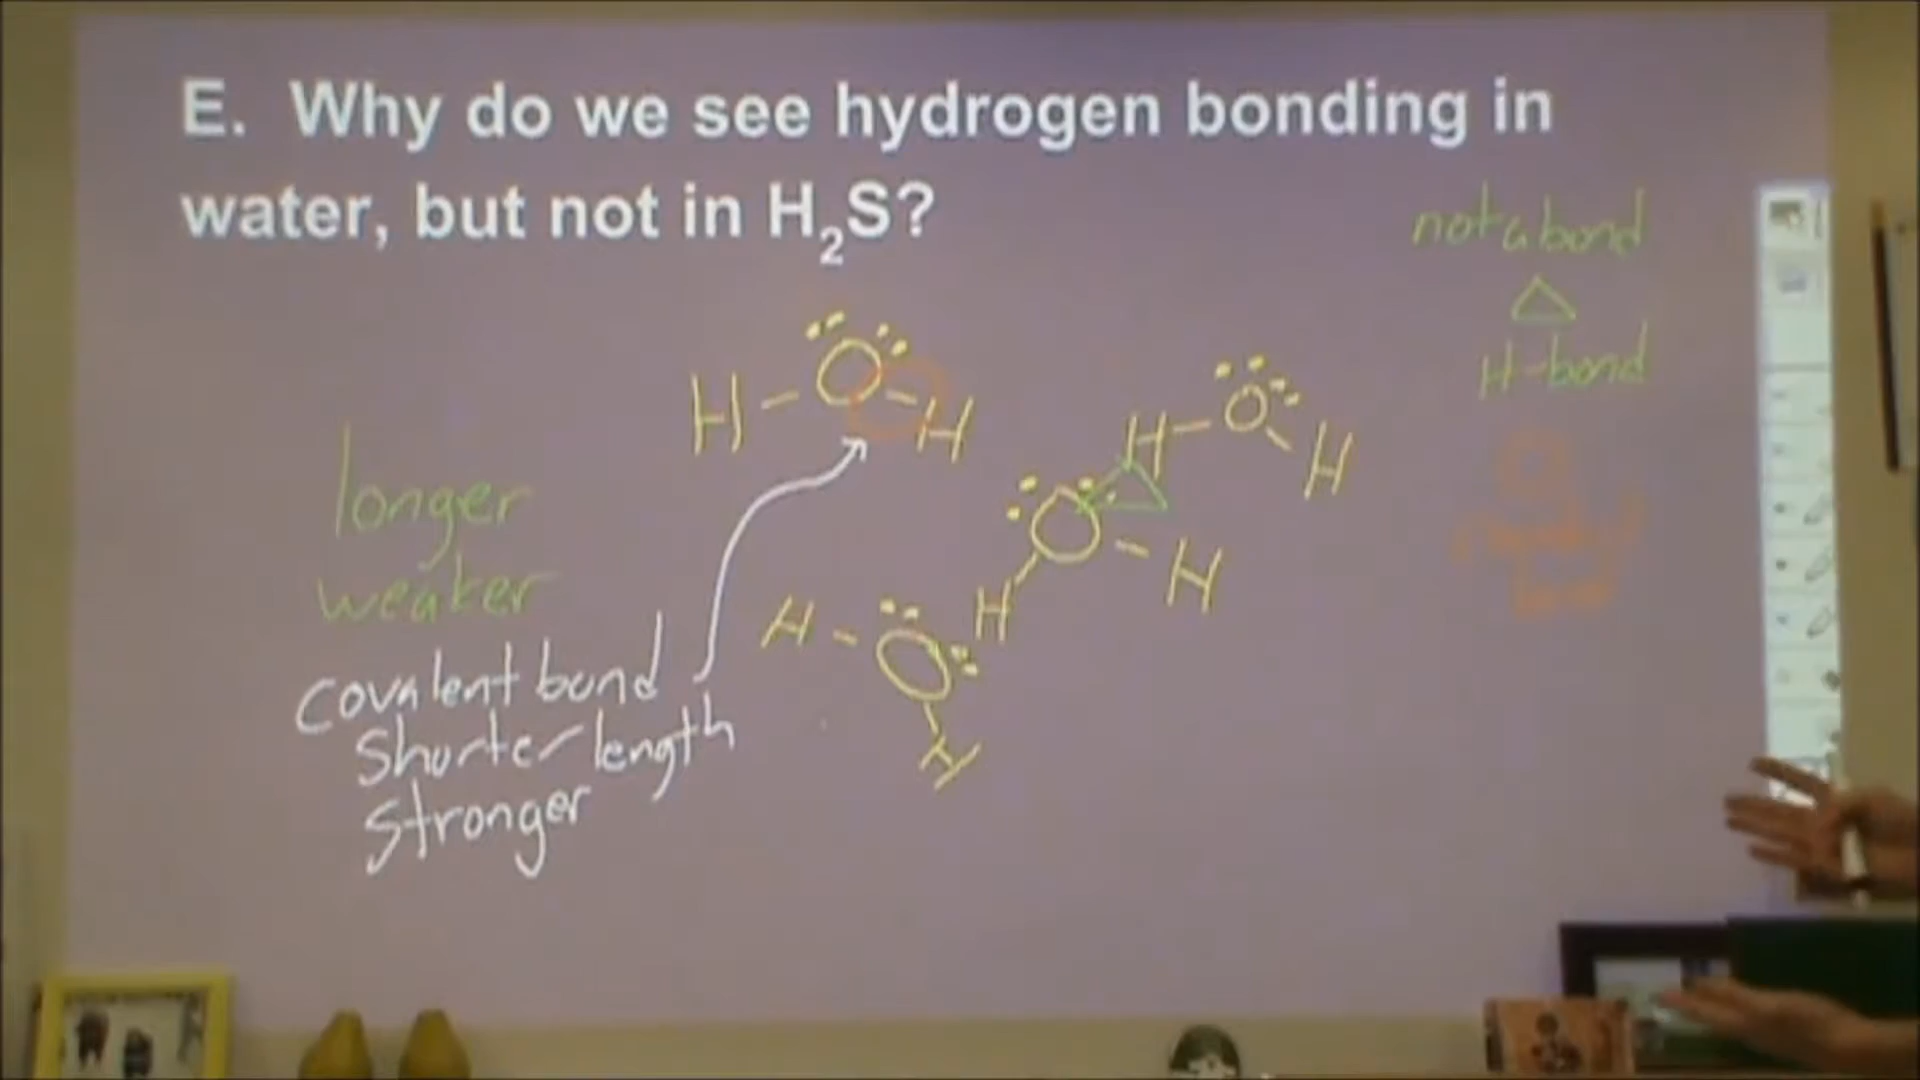 E. Why do we see hydrogen bonding in
water, but not in H₂S?
not a bond
H-bond
H-O-H
H-O
H
H
H
H-O
H
longer
weaker
covalent bond
Shorter length
Stronger